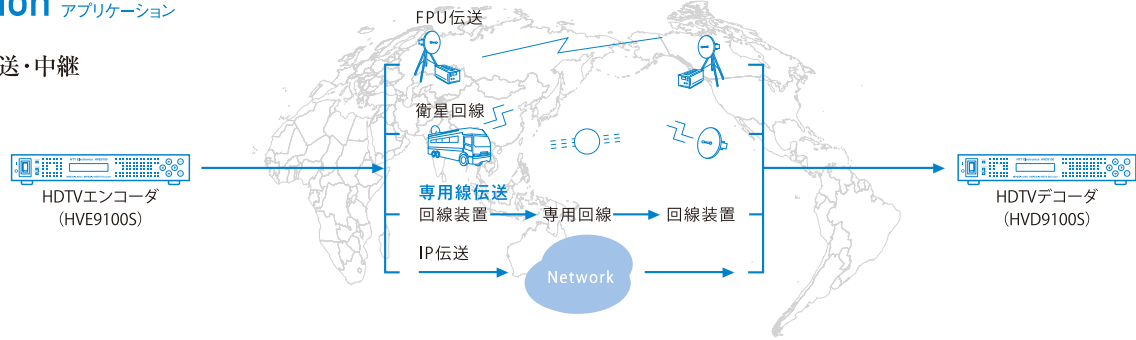 ion アプリケーション
送・中継
FPU伝送
衛星回線
HDTVエンコーダ
(HVE9100S)
専用線伝送
回線装置 専用回線 回線装置
IP伝送
Network
HDTVデコーダ
(HVD9100S)